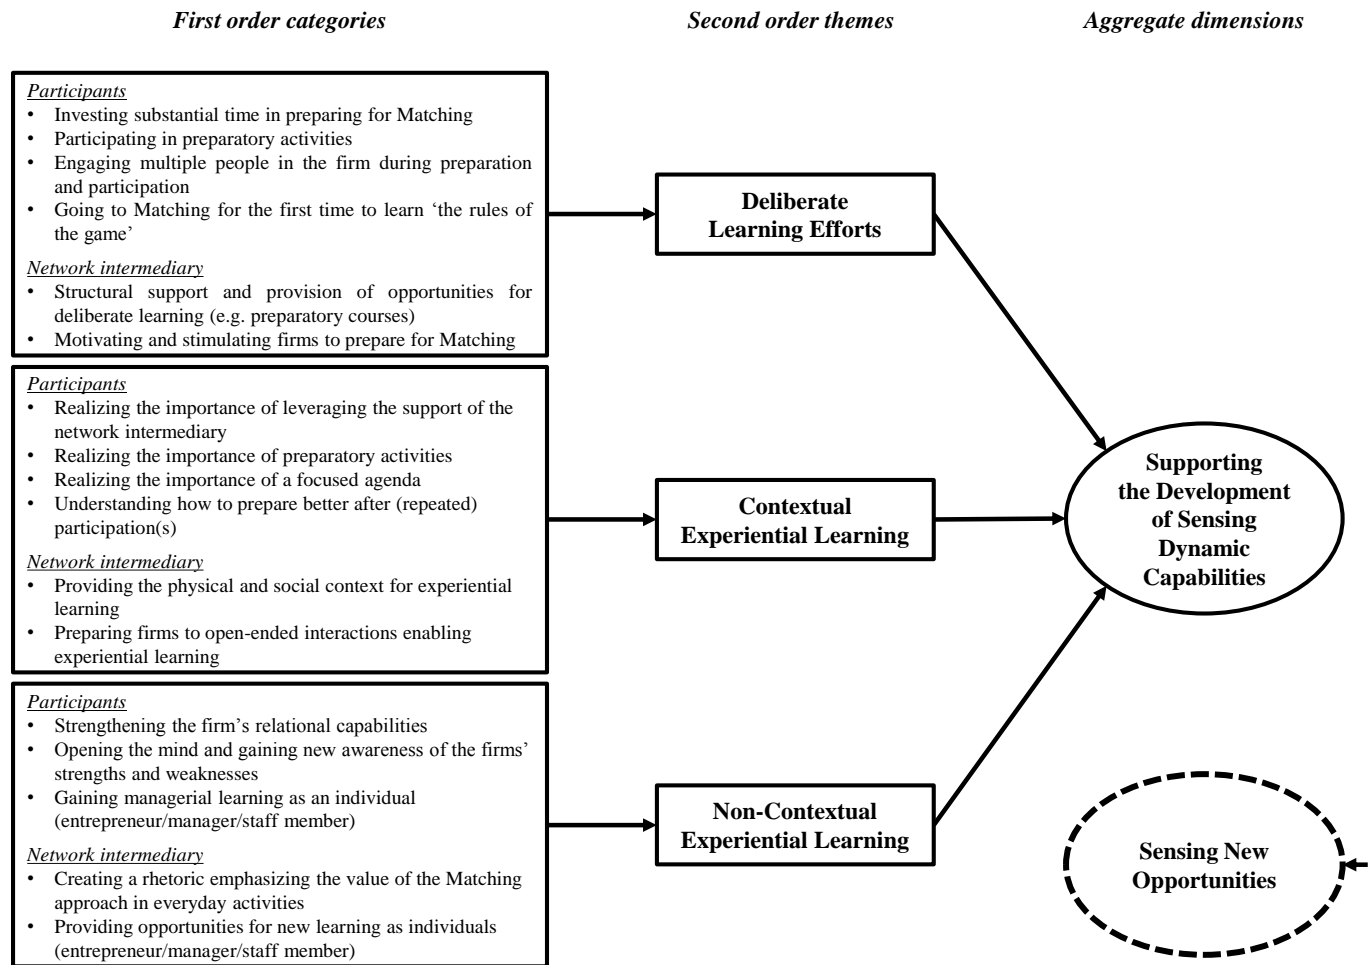 First order categories
Second order themes
Aggregate dimensions
Participants
• Investing substantial time in preparing for Matching
• Participating in preparatory activities
• Engaging multiple people in the firm during preparation
and participation
• Going to Matching for the first time to learn ‘the rules of
the game’
Network intermediary
• Structural support and provision of opportunities for
deliberate learning (e.g. preparatory courses)
• Motivating and stimulating firms to prepare for Matching
Deliberate
Learning Efforts
Participants
• Realizing the importance of leveraging the support of the
network intermediary
• Realizing the importance of preparatory activities
• Realizing the importance of a focused agenda
• Understanding how to prepare better after (repeated)
participation(s)
Network intermediary
• Providing the physical and social context for experiential
learning
• Preparing firms to open-ended interactions enabling
experiential learning
Contextual
Experiential Learning
Supporting
the Development
of Sensing
Dynamic
Capabilities
Participants
• Strengthening the firm’s relational capabilities
• Opening the mind and gaining new awareness of the firms’
strengths and weaknesses
• Gaining managerial learning as an individual
(entrepreneur/manager/staff member)
Network intermediary
• Creating a rhetoric emphasizing the value of the Matching
approach in everyday activities
• Providing opportunities for new learning as individuals
(entrepreneur/manager/staff member)
Non-Contextual
Experiential Learning
Sensing New
Opportunities